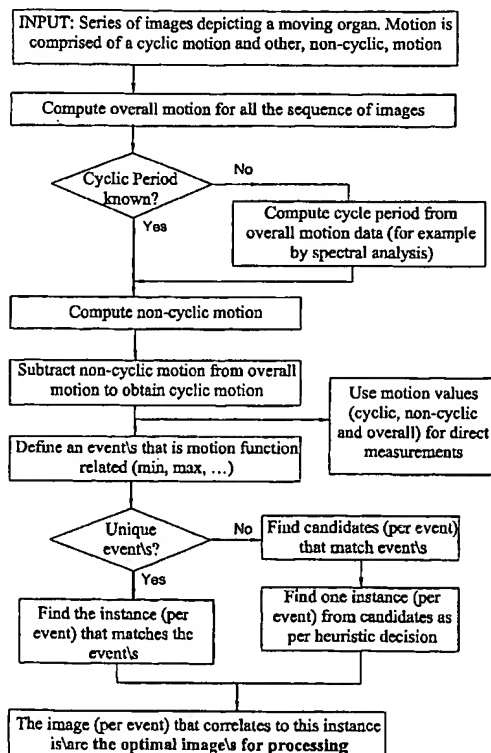 INPUT: Series of images depicting a moving organ. Motion is
comprised of a cyclic motion and other, non-cyclic, motion
Compute overall motion for all the sequence of images
Cyclic Period
known?
No
Yes
Compute cycle period from
overall motion data (for example
by spectral analysis)
Compute non-cyclic motion
Subtract non-cyclic motion from overall
motion to obtain cyclic motion
Use motion values
(cyclic, non-cyclic
and overall) for direct
measurements
Define an event\s that is motion function
related (min, max, ...)
Unique
event\s?
No
Yes
Find candidates (per event)
that match event\s
Find the instance (per
event) that matches the
event\s
Find one instance (per
event) from candidates as
per heuristic decision
The image (per event) that correlates to this instance
is\are the optimal image\s for processing